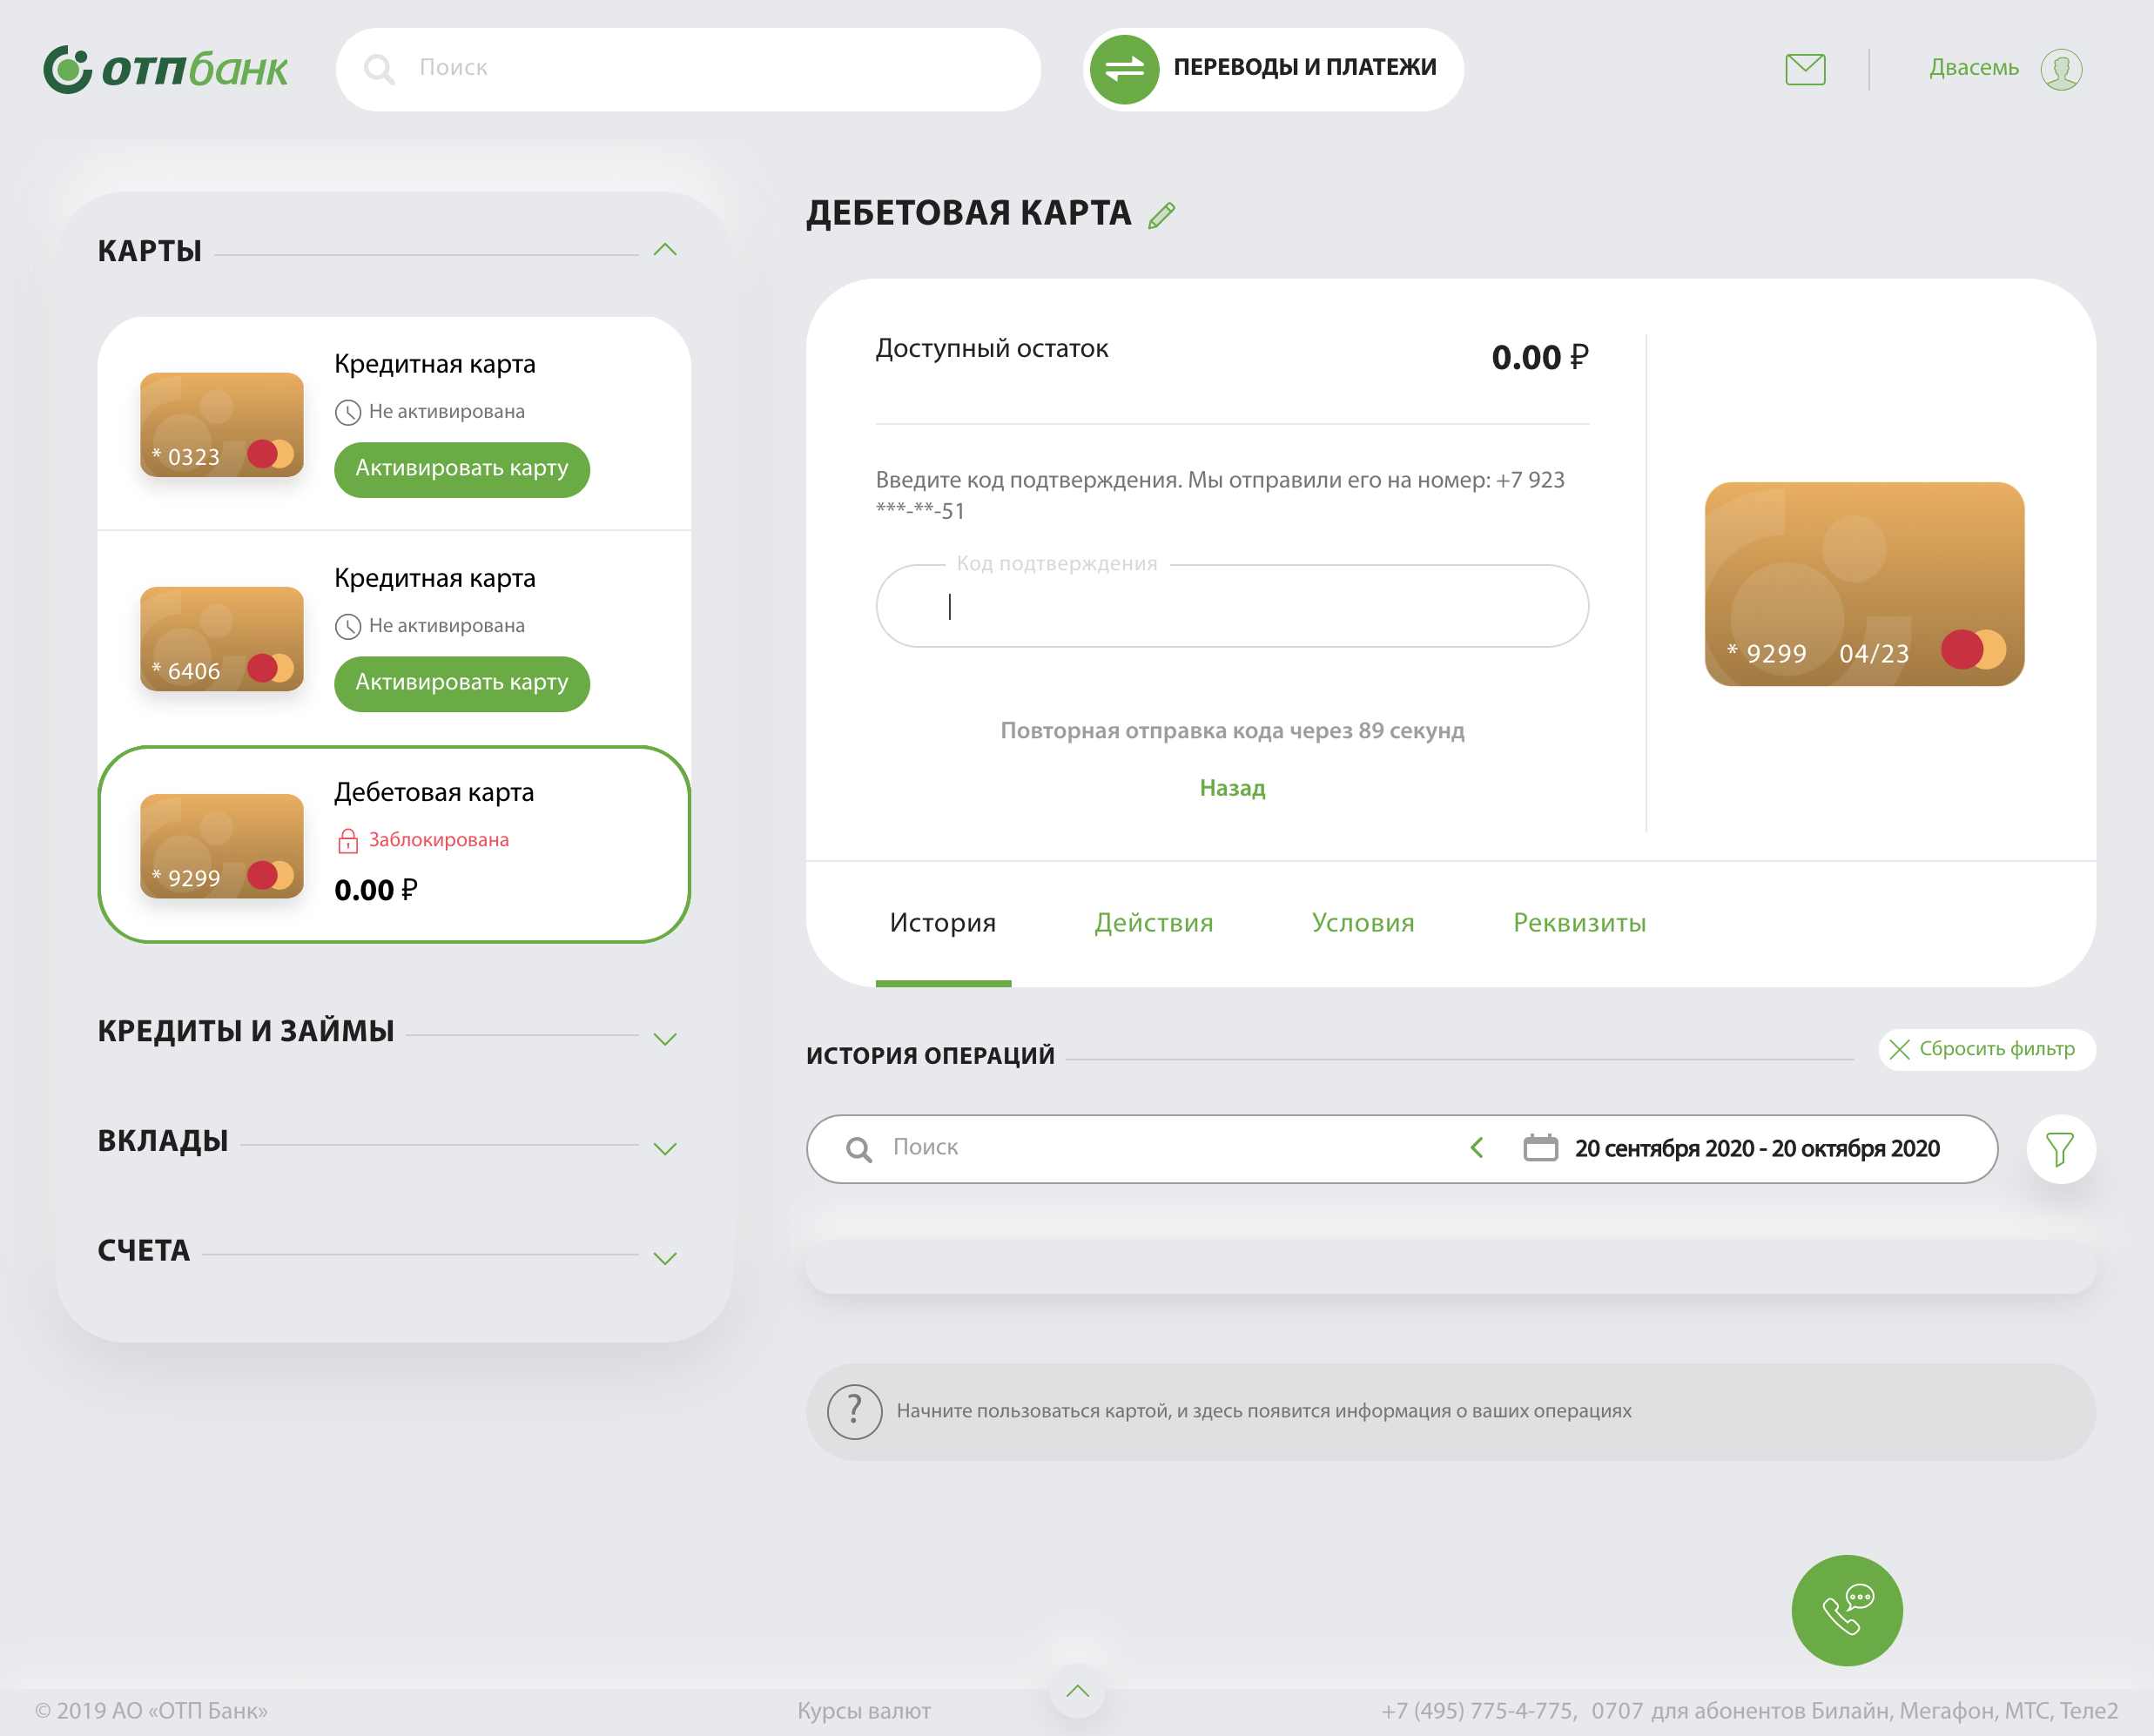 отпбанк
Поиск
ПЕРЕВОДЫ И ПЛАТЕЖИ
Двасемь
КАРТЫ
Кредитная карта
Не активирована
* 0323
Активировать карту
Кредитная карта
Не активирована
* 6406
Активировать карту
Дебетовая карта
Заблокирована
* 9299
0.00 ₽
КРЕДИТЫ И ЗАЙМЫ
ВКЛАДЫ
СЧЕТА
ДЕБЕТОВАЯ КАРТА
Доступный остаток
0.00 ₽
Введите код подтверждения. Мы отправили его на номер: +7 923
***-**-51
Код подтверждения
Повторная отправка кода через 89 секунд
Назад
* 9299 04/23
История Действия Условия Реквизиты
ИСТОРИЯ ОПЕРАЦИЙ
Сбросить фильтр
Поиск
20 сентября 2020 - 20 октября 2020
? Начните пользоваться картой, и здесь появится информация о ваших операциях
© 2019 АО «ОТП Банк»
Курсы валют
+7 (495) 775-4-775, 0707 для абонентов Билайн, Мегафон, МТС, Теле2